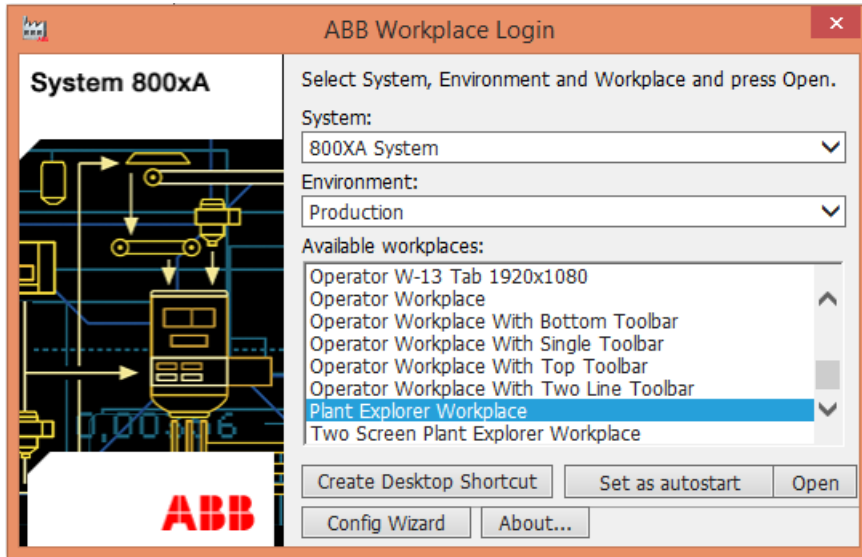 ABB Workplace Login
System 800xA
Select System, Environment and Workplace and press Open.
System:
800XA System
Environment:
Production
Available workplaces:
Operator W-13 Tab 1920x1080
Operator Workplace
Operator Workplace With Bottom Toolbar
Operator Workplace With Single Toolbar
Operator Workplace With Top Toolbar
Operator Workplace With Two Line Toolbar
Plant Explorer Workplace
Two Screen Plant Explorer Workplace
Create Desktop Shortcut
Set as autostart
Open
Config Wizard
About...
ABB